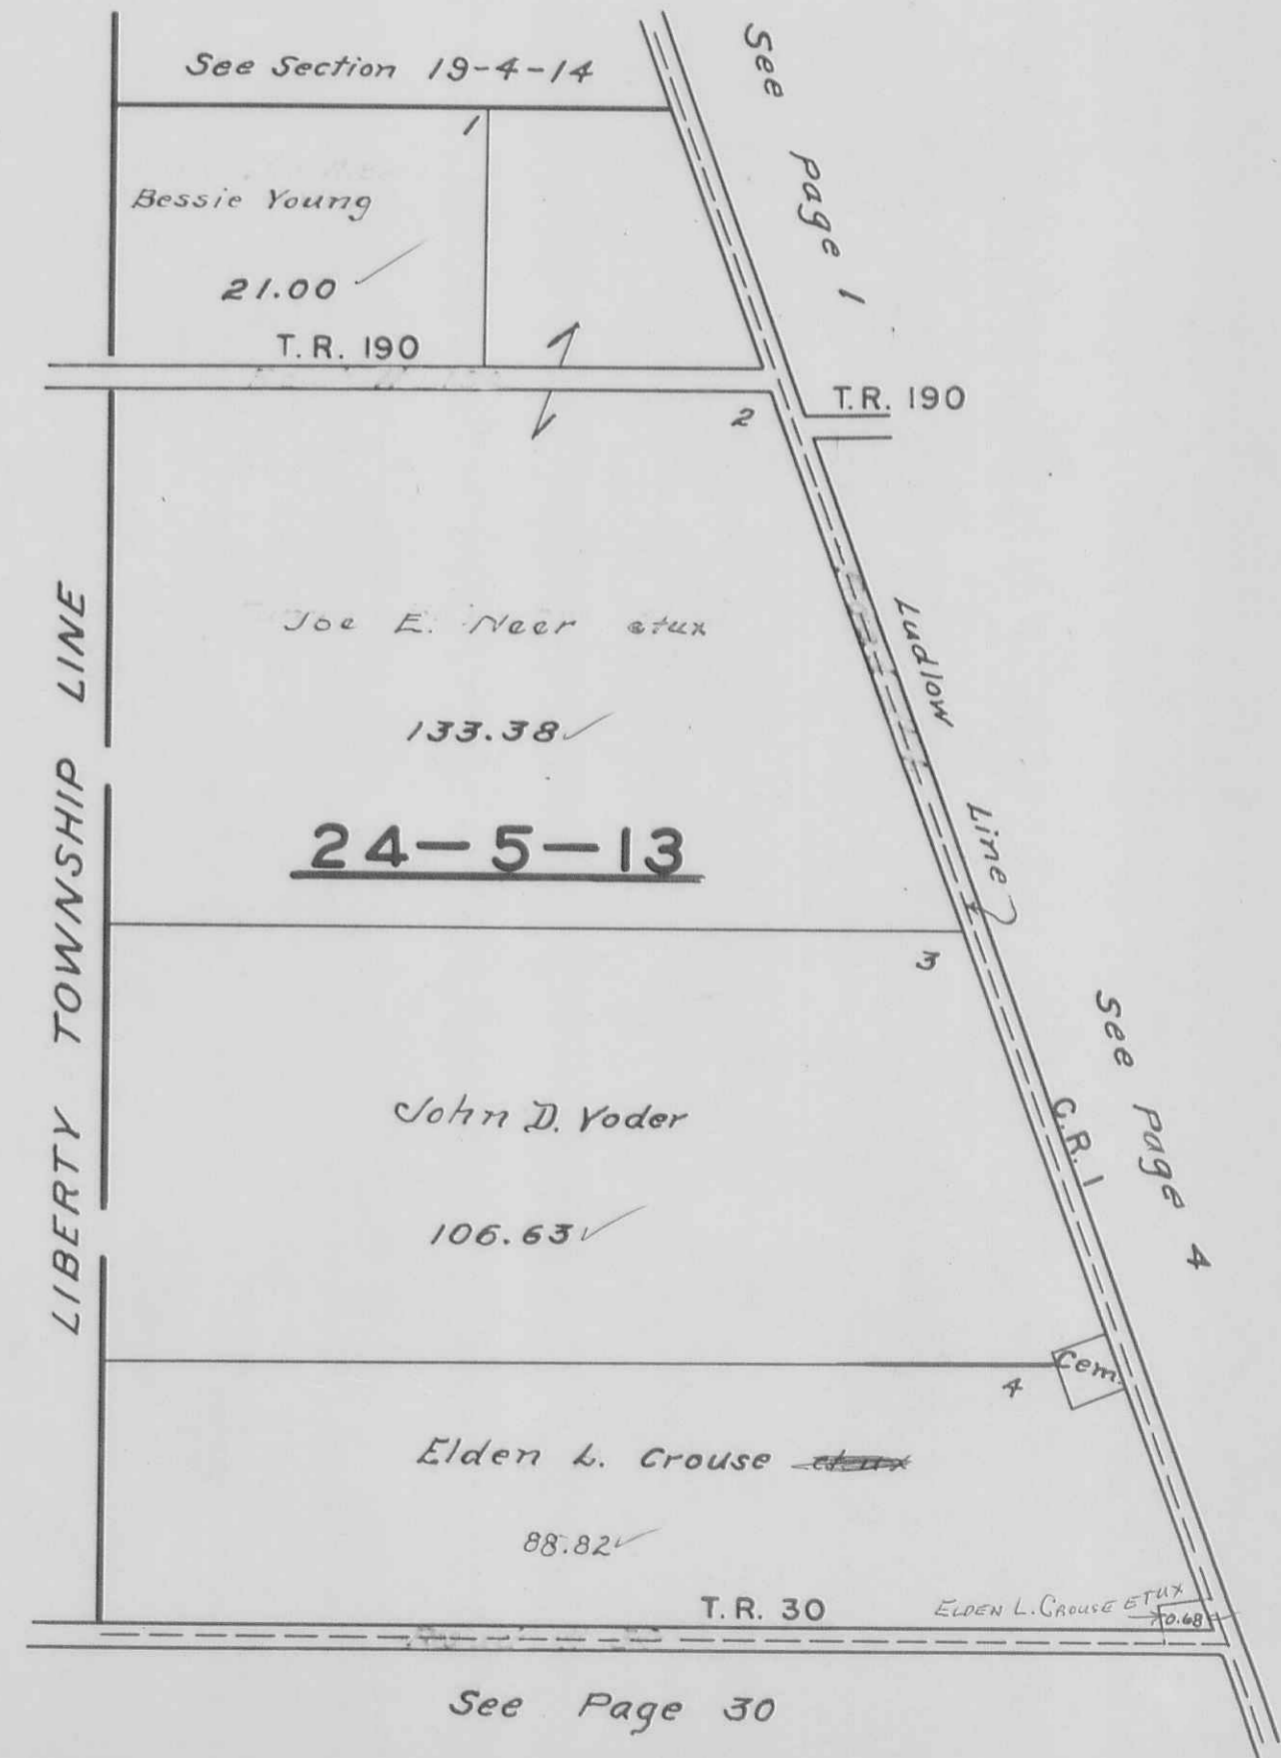 See Section 19-4-14
See Page 1
1
Bessie Young
21.00
T.R. 190
T.R. 190
2
Joe E. Neer etux
133.38
Ludlow Line
LIBERTY TOWNSHIP LINE
24-5-13
3
See Page 4
John D. Yoder
C.R. 1
106.63
Cem.
4
Elden L. Crouse
88.82
T.R. 30
ELDEN L. CROUSE ETUX
0.68
See Page 30